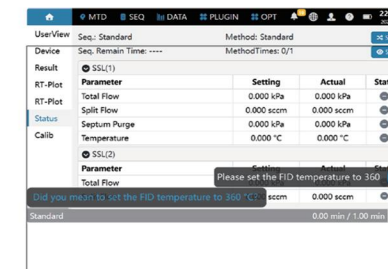 MTD SEQ DATA PLUGIN OPT 22
UserView Seq.: Standard Method: Standard
Device Seq. Remain Time: ---- MethodTimes: 0/1
Result SSL(1)
RT-Plot Parameter Setting Actual Stat
RT-Plot Total Flow 0.000 kPa 0.000 kPa
Status Split Flow 0.000 sccm 0.000 sccm
Calib Septum Purge 0.000 kPa 0.000 kPa
Temperature 0.000 °C 0.000 °C
SSL(2)
Parameter Setting Actual Stat
Please set the FID temperature to 360
Total Flow
Did you mean to set the FID temperature to 360 °C? sccm 0.000 sccm
Standard 0.00 min / 1.00 min